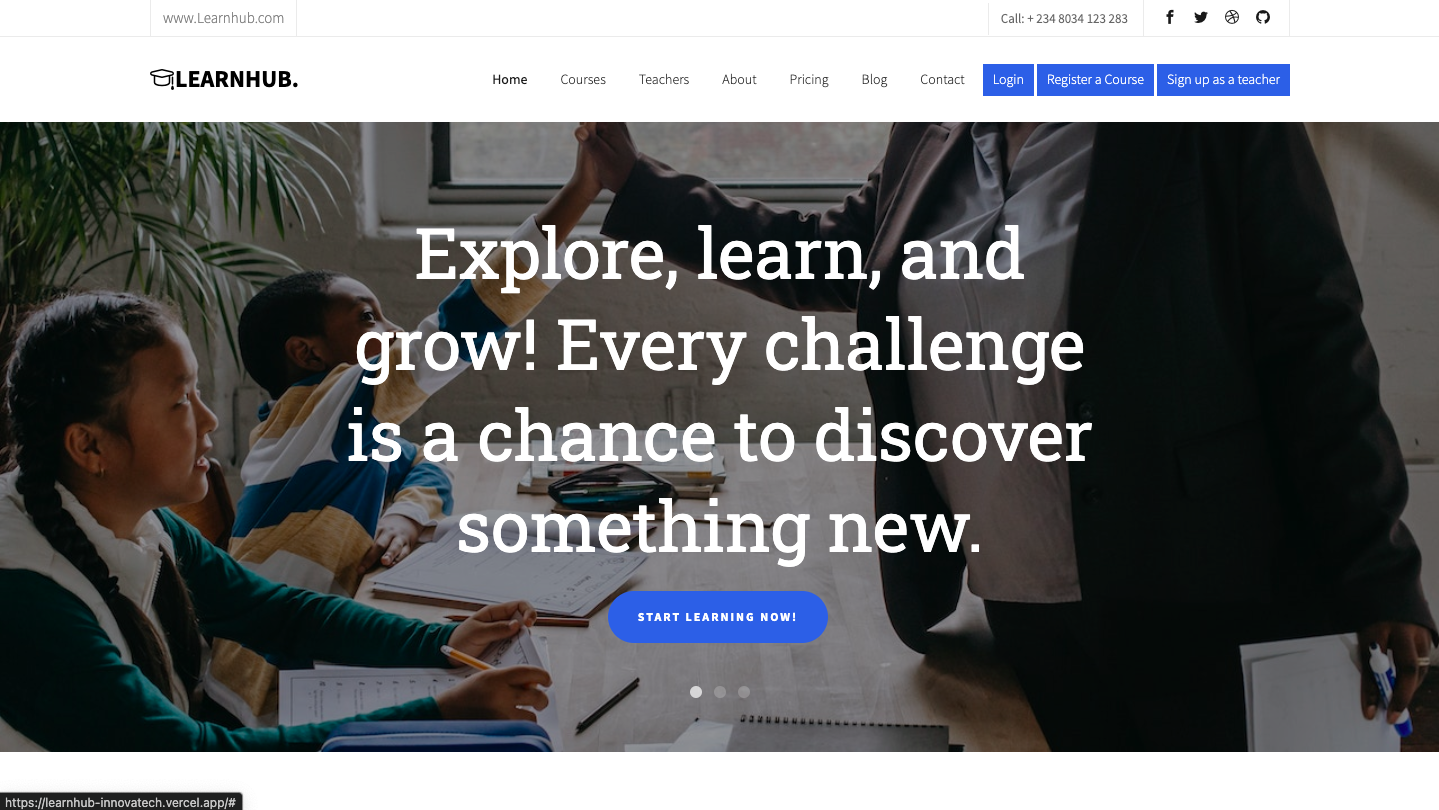 www.Learnhub.com
Call: + 234 8034 123 283
LEARNHUB.
Home Courses Teachers About Pricing Blog Contact Login Register a Course Sign up as a teacher
Explore, learn, and
grow! Every challenge
is a chance to discover
something new.
START LEARNING NOW!
https://learnhub-innovatech.vercel.app/#